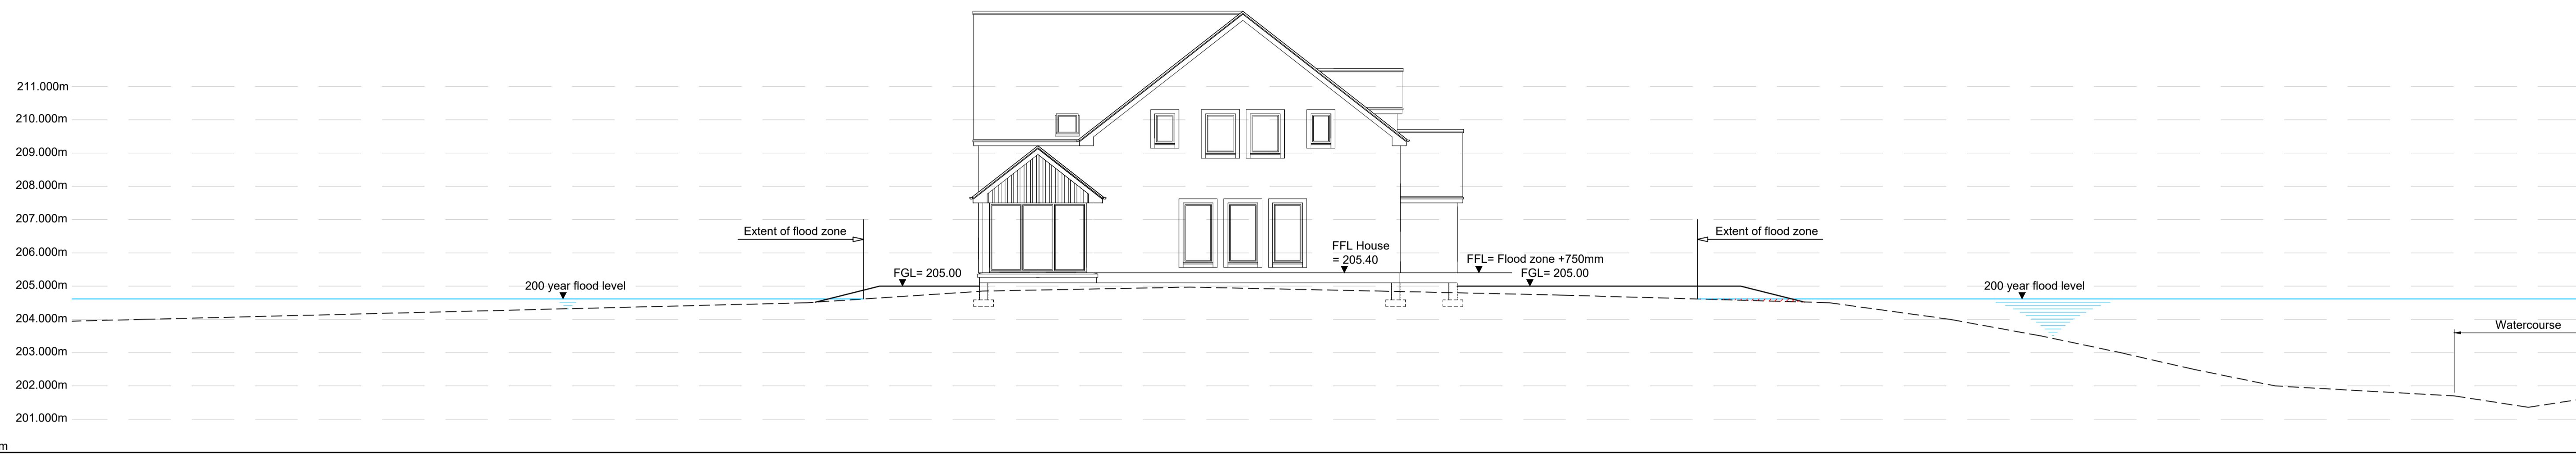 211.000m
210.000m
209.000m
208.000m
207.000m
206.000m
205.000m
204.000m
203.000m
202.000m
201.000m
m
200 year flood level
Extent of flood zone
FGL= 205.00
FFL House
= 205.40
FFL= Flood zone +750mm
FGL= 205.00
Extent of flood zone
200 year flood level
Watercourse